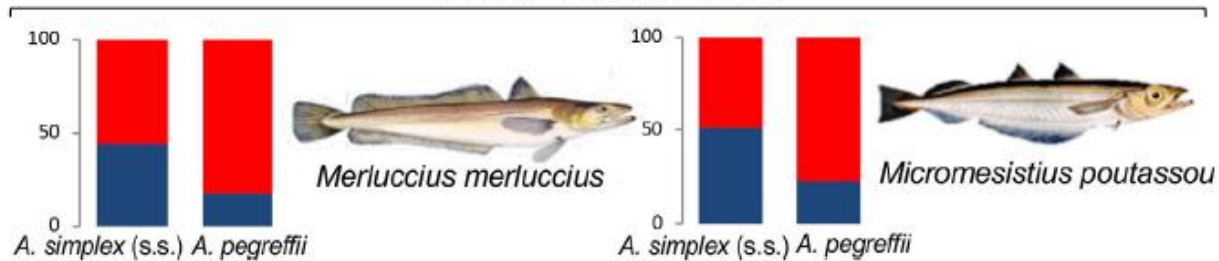 100
50
0
A. simplex (s.s.) A. pegreffii
Merluccius merluccius
100
50
0
A. simplex (s.s.) A. pegreffii
Micromesistius poutassou